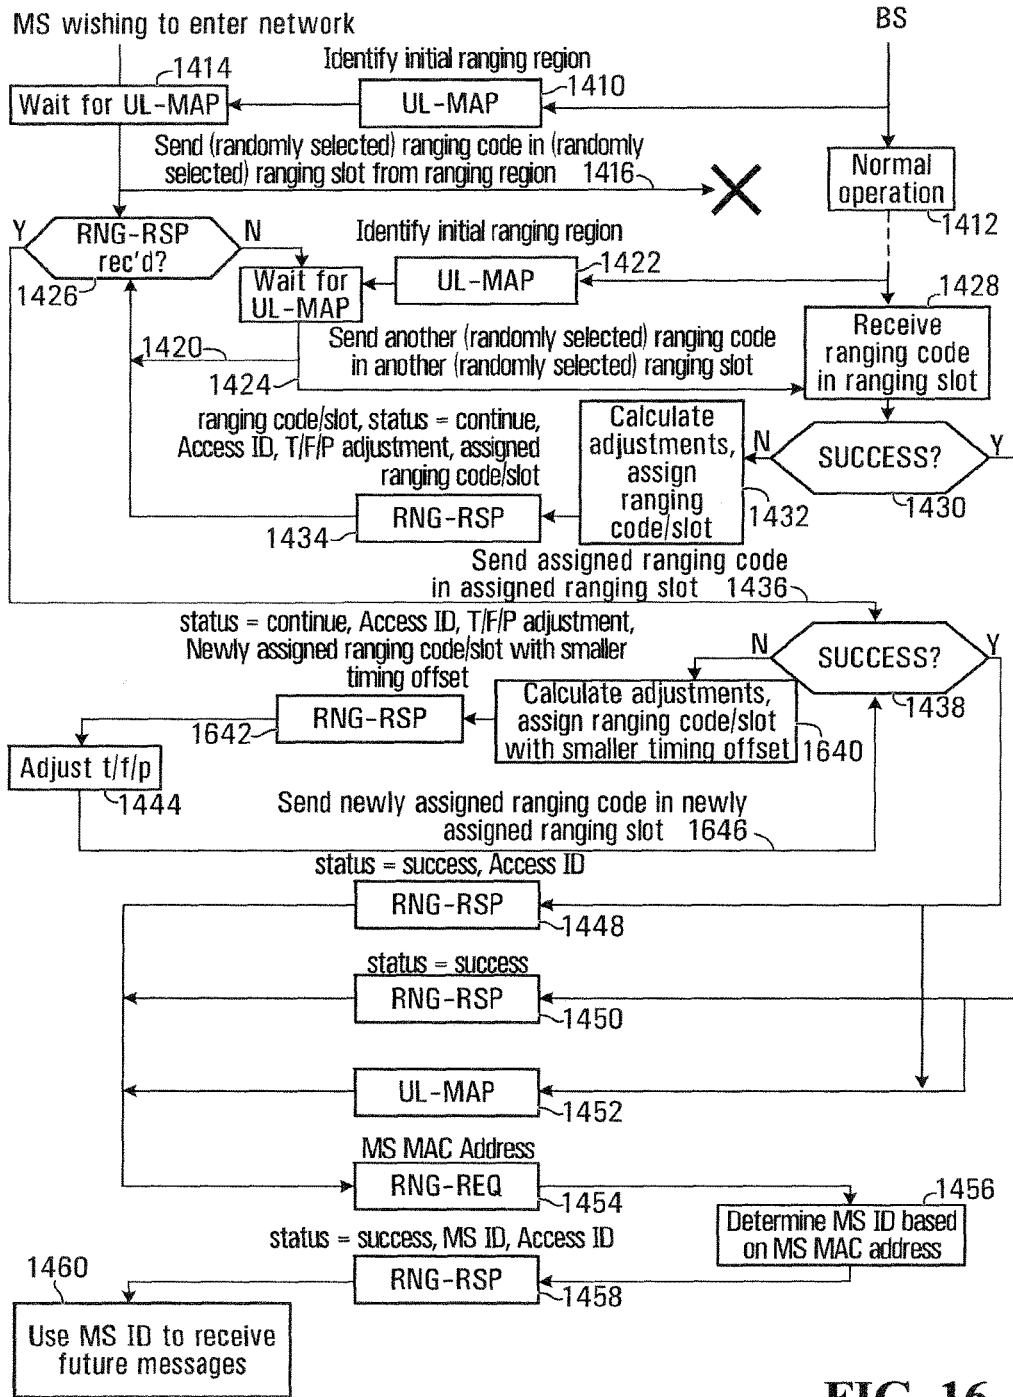 MS wishing to enter network
BS
Identify initial ranging region
1414
1410
Wait for UL-MAP
UL-MAP
Send (randomly selected) ranging code in (randomly
selected) ranging slot from ranging region 1416
Normal
operation
1412
Y
RNG-RSP
rec'd?
N
1426
Identify initial ranging region
Wait for
UL-MAP
UL-MAP
1422
1428
Receive
ranging code
in ranging slot
Send another (randomly selected) ranging code
in another (randomly selected) ranging slot
1420
1424
ranging code/slot, status = continue,
Access ID, T/F/P adjustment, assigned
ranging code/slot
Calculate
adjustments,
assign
ranging
code/slot
1432
N
SUCCESS?
Y
1430
RNG-RSP
1434
Send assigned ranging code
in assigned ranging slot 1436
status = continue, Access ID, T/F/P adjustment,
Newly assigned ranging code/slot with smaller
timing offset
N
SUCCESS?
Y
1438
RNG-RSP
1642
Calculate adjustments,
assign ranging code/slot
with smaller timing offset
1640
Adjust t/f/p
1444
Send newly assigned ranging code in newly
assigned ranging slot 1646
status = success, Access ID
RNG-RSP
1448
status = success
RNG-RSP
1450
UL-MAP
1452
MS MAC Address
RNG-REQ
1454
1456
Determine MS ID based
on MS MAC address
status = success, MS ID, Access ID
RNG-RSP
1458
1460
Use MS ID to receive
future messages
FIG. 16